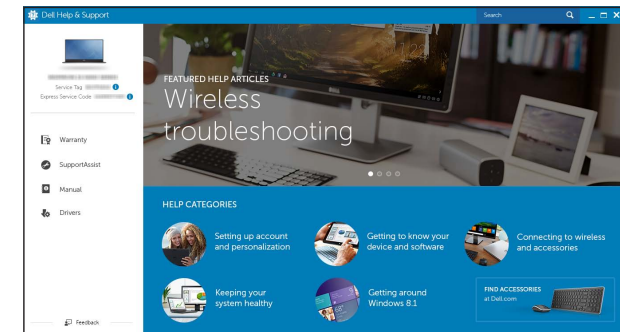 Dell Help & Support
Search
Service Tag
Express Service Code
Warranty
SupportAssist
Manual
Drivers
Feedback
FEATURED HELP ARTICLES
Wireless
troubleshooting
HELP CATEGORIES
Setting up account
and personalization
Getting to know your
device and software
Connecting to wireless
and accessories
Keeping your
system healthy
Getting around
Windows 8.1
FIND ACCESSORIES
at Dell.com